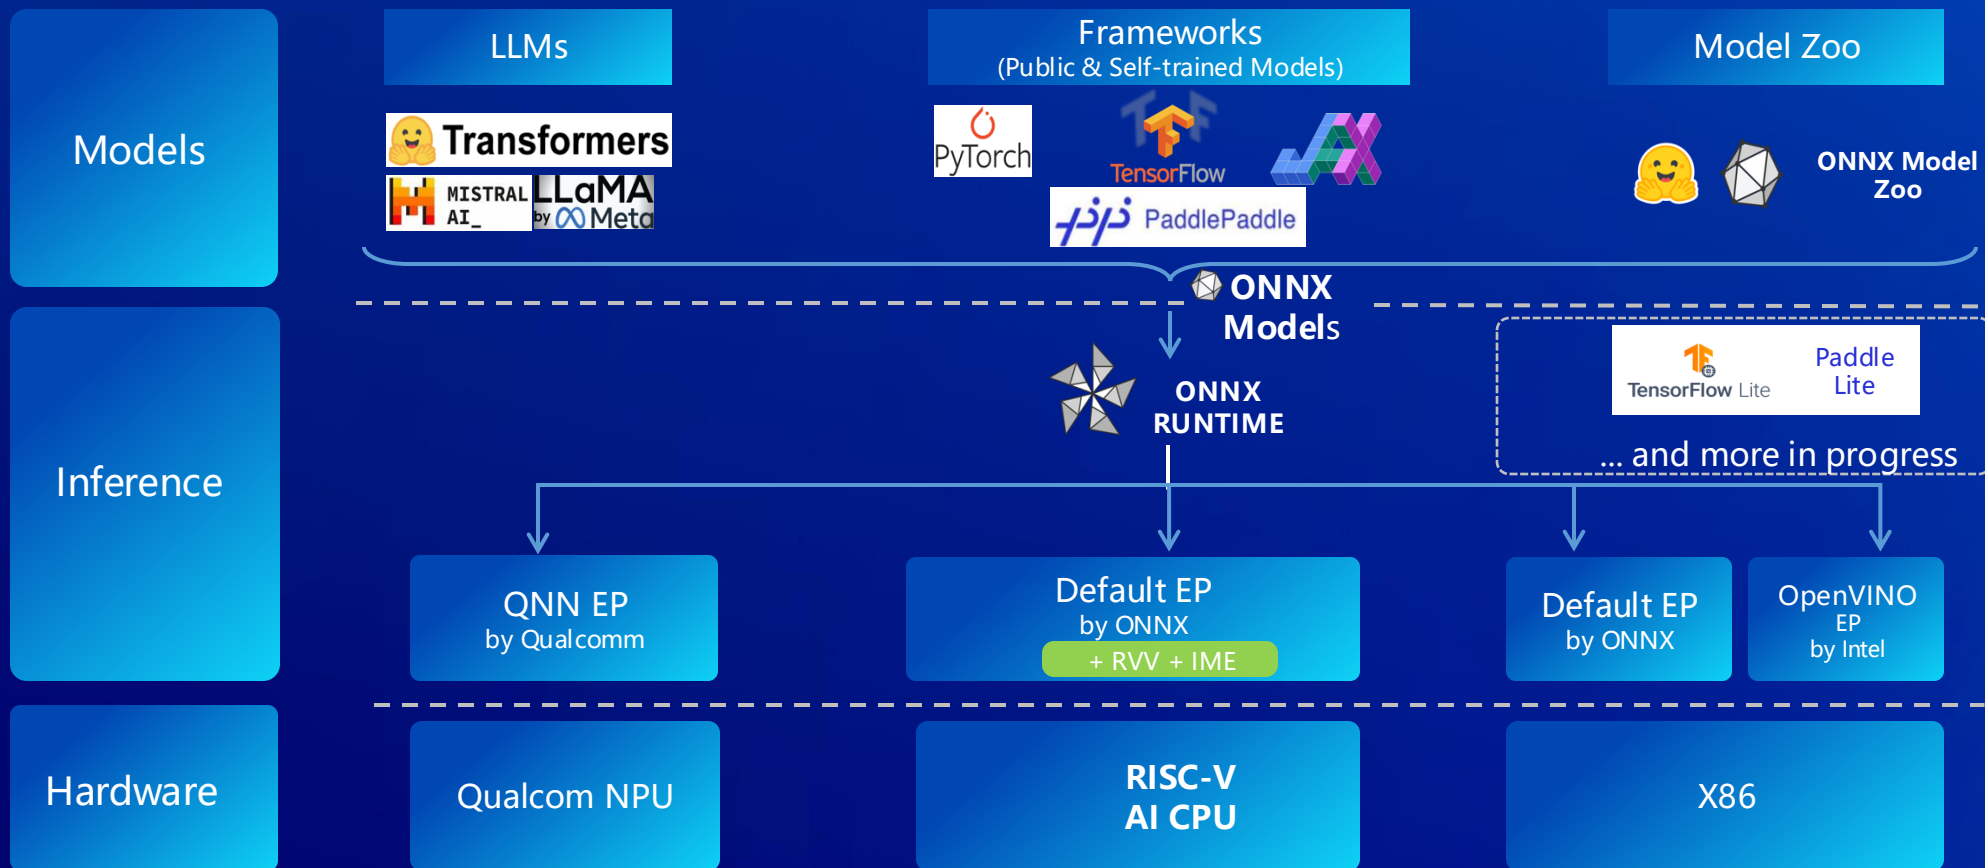 Models
LLMs
Transformers
MISTRAL
AI_
LLaMA
by Meta
Frameworks
(Public & Self-trained Models)
PyTorch
TensorFlow
JAX
PaddlePaddle
Model Zoo
ONNX Model
Zoo
ONNX
Models
Inference
ONNX
RUNTIME
TensorFlow Lite
Paddle
Lite
... and more in progress
QNN EP
by Qualcomm
Default EP
by ONNX
+ RVV + IME
Default EP
by ONNX
OpenVINO
EP
by Intel
Hardware
Qualcom NPU
RISC-V
AI CPU
X86